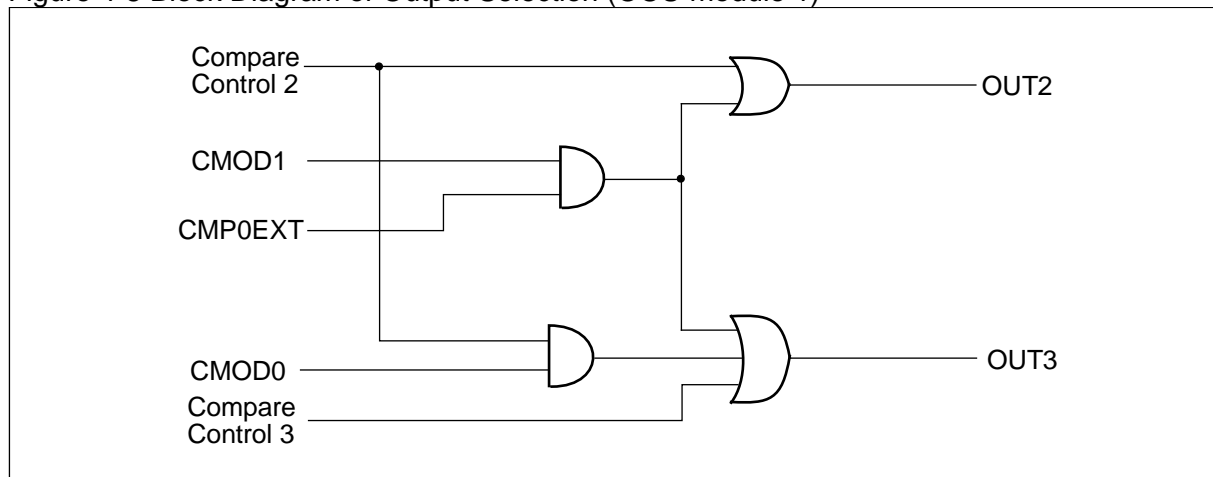 Compare
Control 2
OUT2
CMOD1
CMP0EXT
CMOD0
OUT3
Compare
Control 3